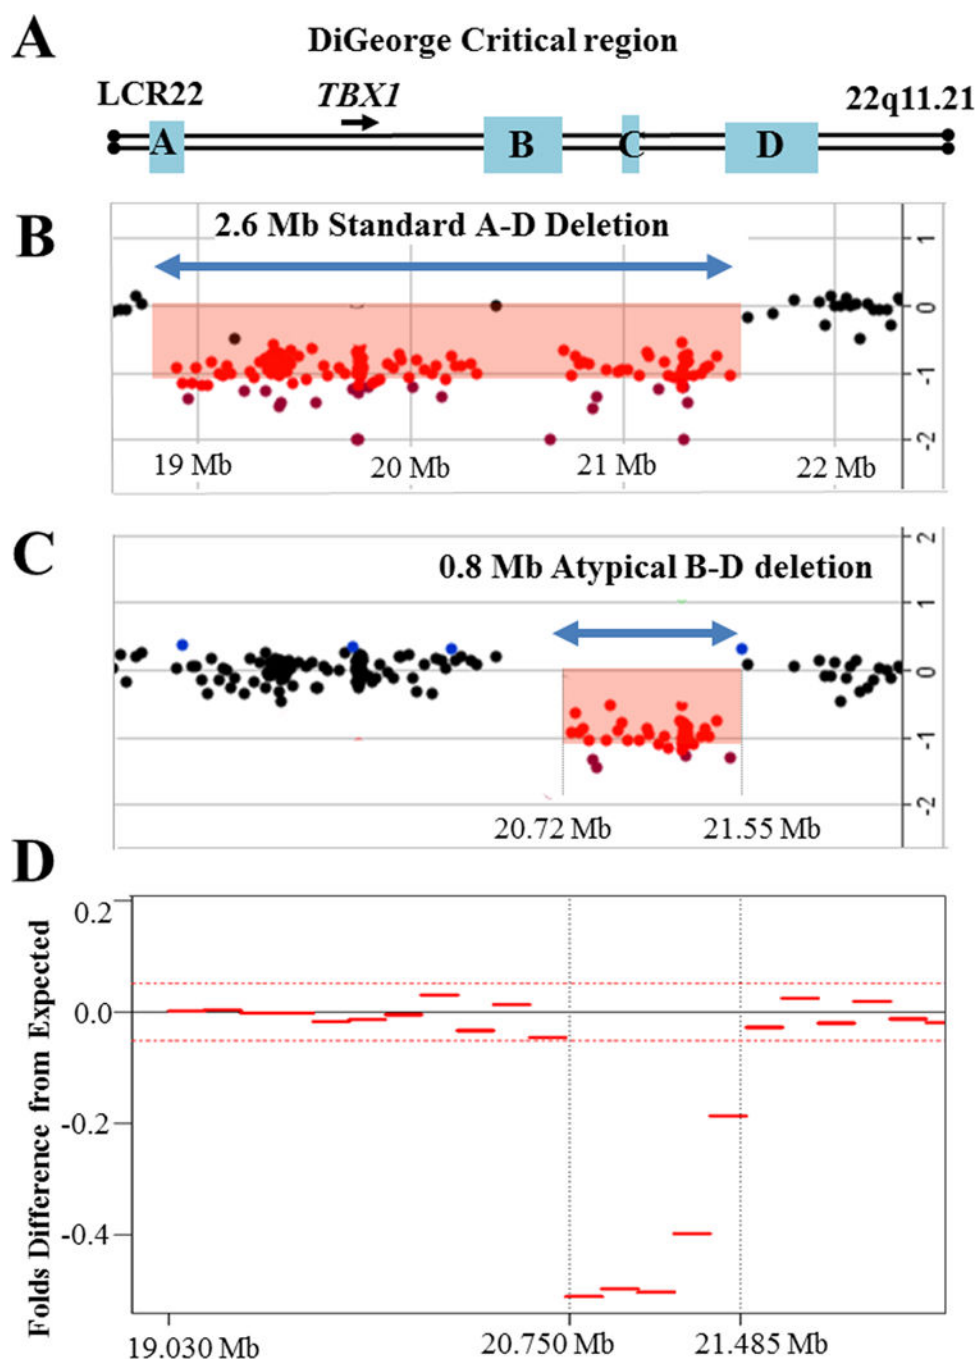 A
DiGeorge Critical region
LCR22
TBX1
22q11.21
A
B
C
D
B
2.6 Mb Standard A-D Deletion
1
0
-1
-2
19 Mb
20 Mb
21 Mb
22 Mb
C
0.8 Mb Atypical B-D deletion
2
1
0
-1
-2
20.72 Mb
21.55 Mb
D
Folds Difference from Expected
0.2
0.0
-0.2
-0.4
19.030 Mb
20.750 Mb
21.485 Mb